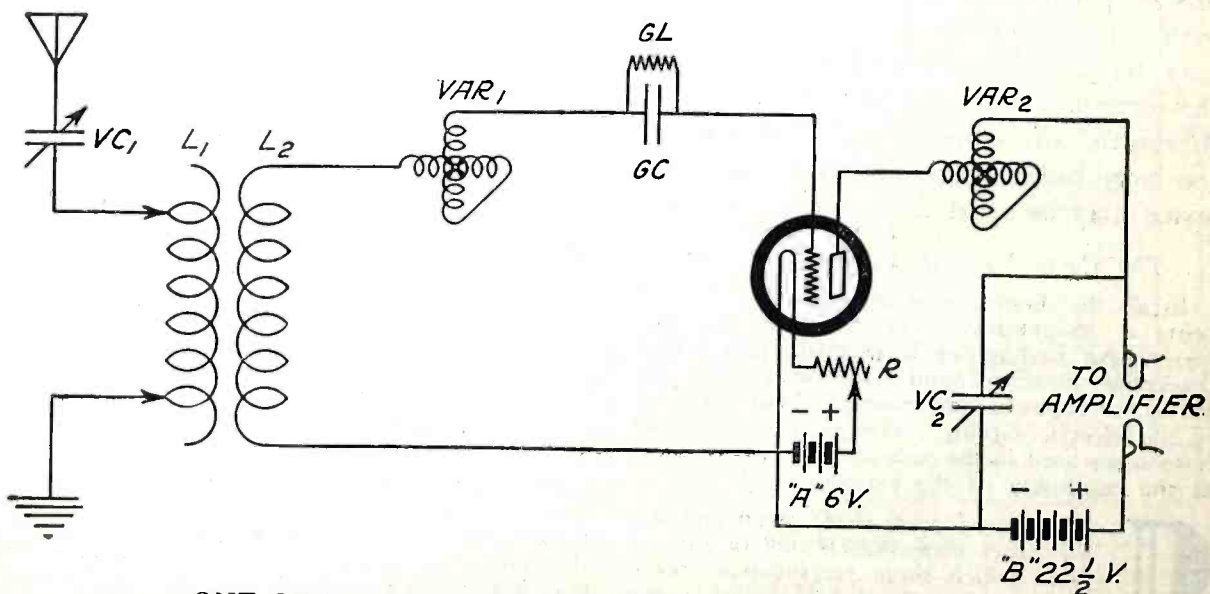 GL
VAR1
VAR2
VC1
L1
L2
GC
R
VC2
TO
AMPLIFIER.
- +
"A" 6 V.
- +
"B" 22 1/2 V.